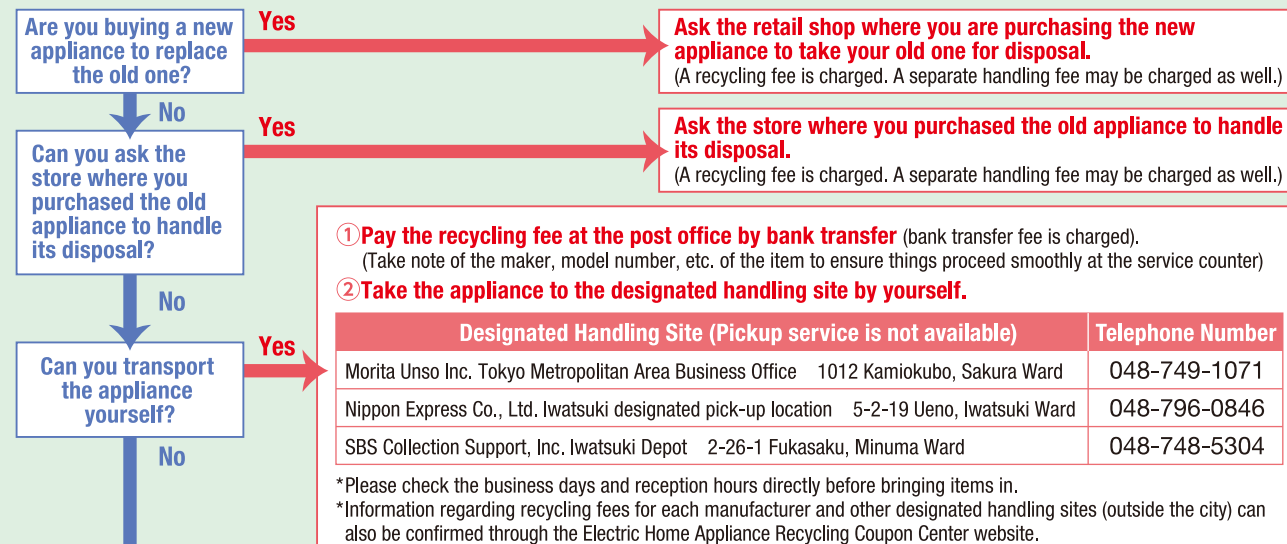 Are you buying a new
appliance to replace
the old one?
Yes
Ask the retail shop where you are purchasing the new
appliance to take your old one for disposal.
(A recycling fee is charged. A separate handling fee may be charged as well.)
No
Can you ask the
store where you
purchased the old
appliance to handle
its disposal?
Yes
Ask the store where you purchased the old appliance to handle
its disposal.
(A recycling fee is charged. A separate handling fee may be charged as well.)
No
Can you transport
the appliance
yourself?
Yes
①Pay the recycling fee at the post office by bank transfer (bank transfer fee is charged).
(Take note of the maker, model number, etc. of the item to ensure things proceed smoothly at the service counter)
②Take the appliance to the designated handling site by yourself.
Designated Handling Site (Pickup service is not available) Telephone Number
Morita Unso Inc. Tokyo Metropolitan Area Business Office 1012 Kamiokubo, Sakura Ward 048-749-1071
Nippon Express Co., Ltd. Iwatsuki designated pick-up location 5-2-19 Ueno, Iwatsuki Ward 048-796-0846
SBS Collection Support, Inc. Iwatsuki Depot 2-26-1 Fukasaku, Minuma Ward 048-748-5304
*Please check the business days and reception hours directly before bringing items in.
*Information regarding recycling fees for each manufacturer and other designated handling sites (outside the city) can
also be confirmed through the Electric Home Appliance Recycling Coupon Center website.
No